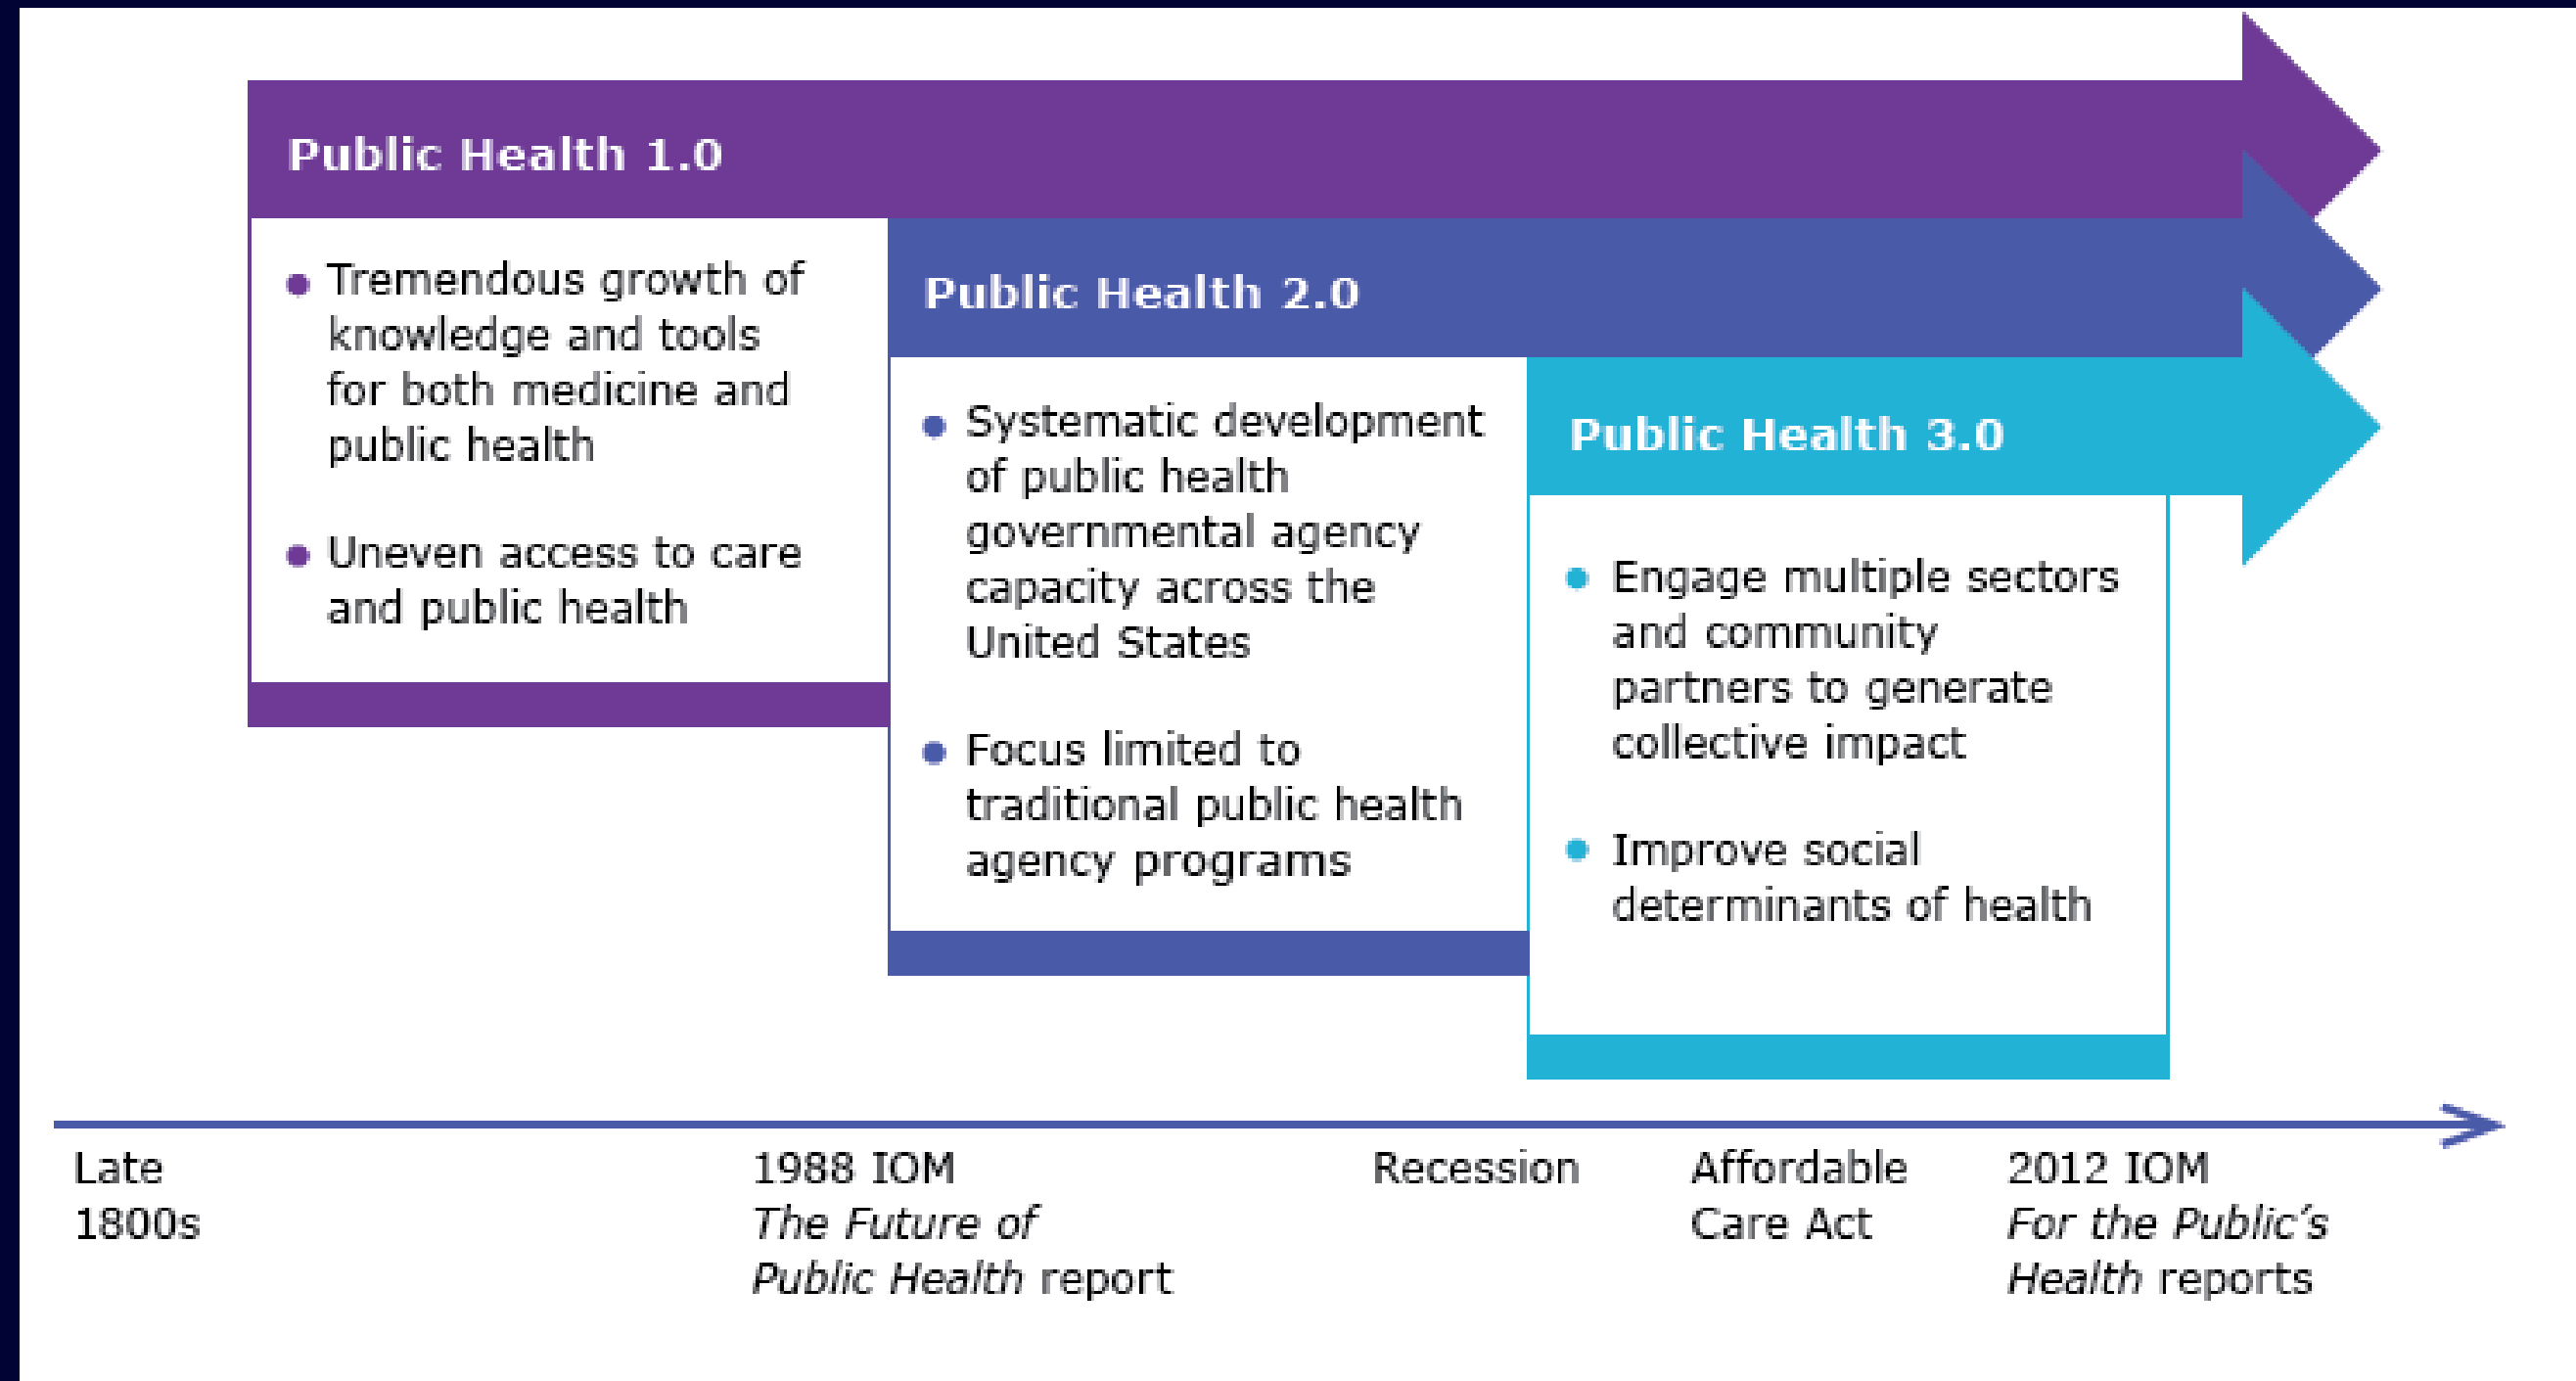 Public Health 1.0
• Tremendous growth of
knowledge and tools
for both medicine and
public health
• Uneven access to care
and public health
Public Health 2.0
• Systematic development
of public health
governmental agency
capacity across the
United States
• Focus limited to
traditional public health
agency programs
Public Health 3.0
• Engage multiple sectors
and community
partners to generate
collective impact
• Improve social
determinants of health
Late
1800s
1988 IOM
The Future of
Public Health report
Recession
Affordable
Care Act
2012 IOM
For the Public’s
Health reports